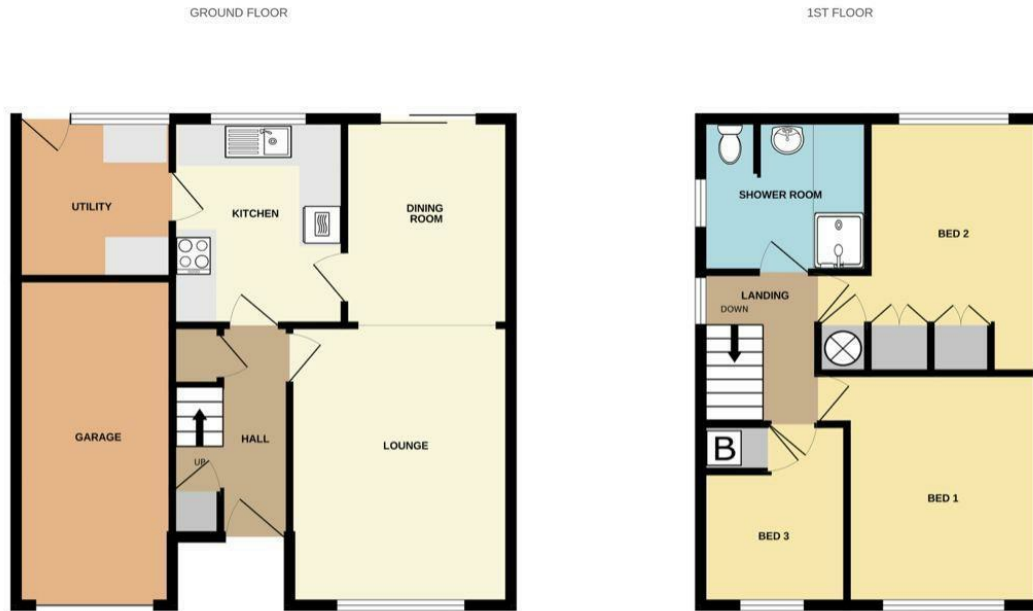 GROUND FLOOR
1ST FLOOR
UTILITY
KITCHEN
DINING
ROOM
GARAGE
UP
HALL
LOUNGE
SHOWER ROOM
BED 2
LANDING
DOWN
B
BED 1
BED 3